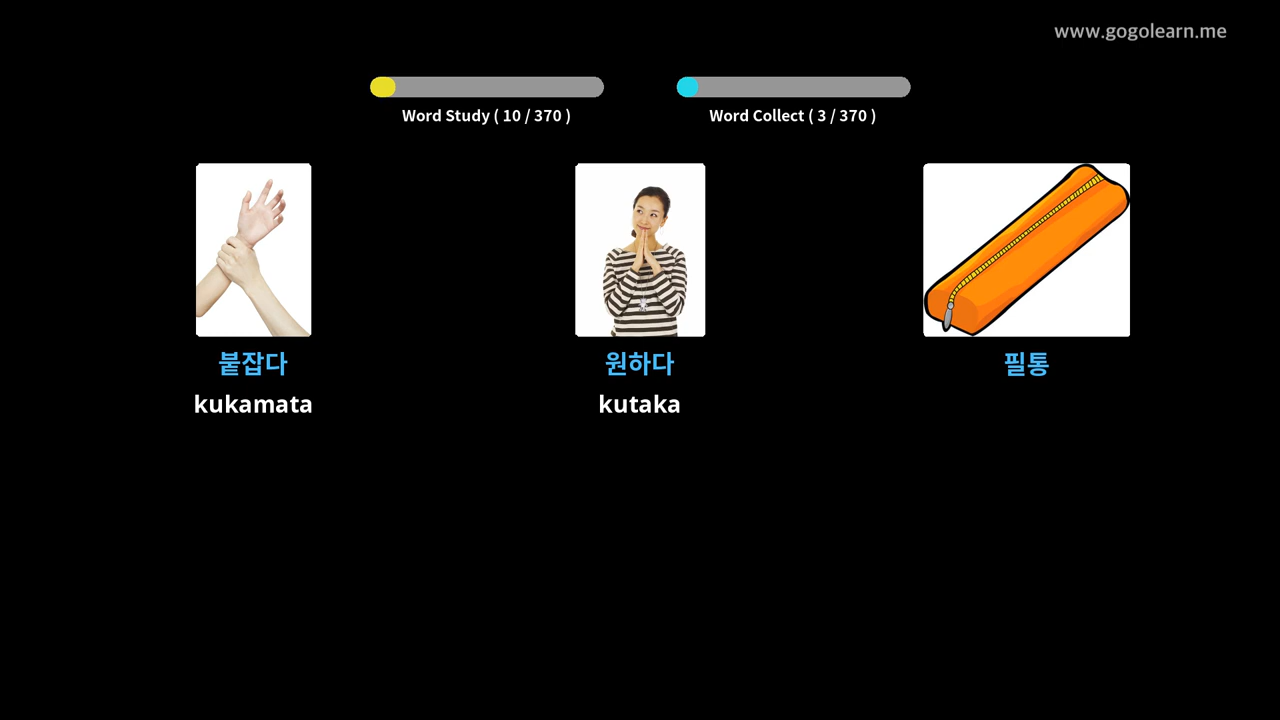 www.gogolearn.me
Word Study ( 10 / 370 )
Word Collect ( 3 / 370 )
붙잡다
원하다
필통
kukamata
kutaka